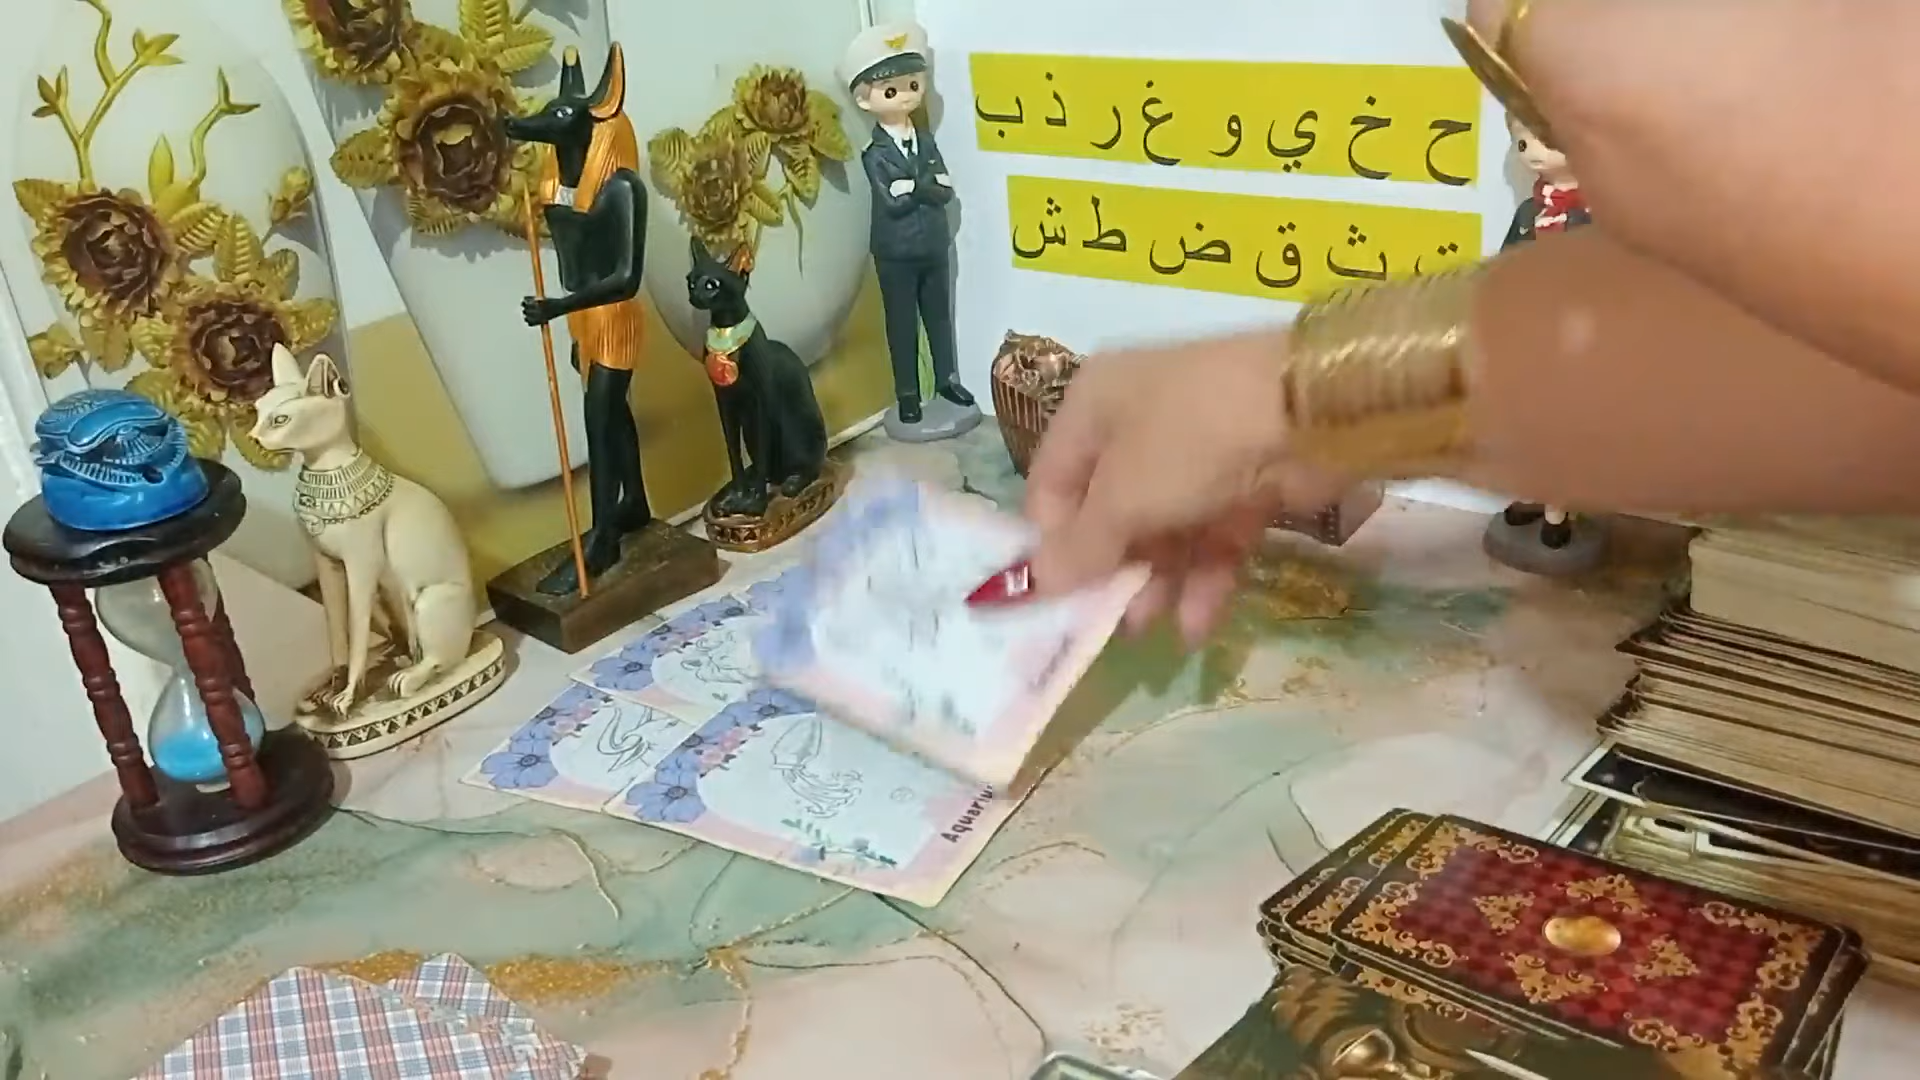 ح خ ي و غ ر ذ ب
ت ث ق ض ط ش
Aquarius